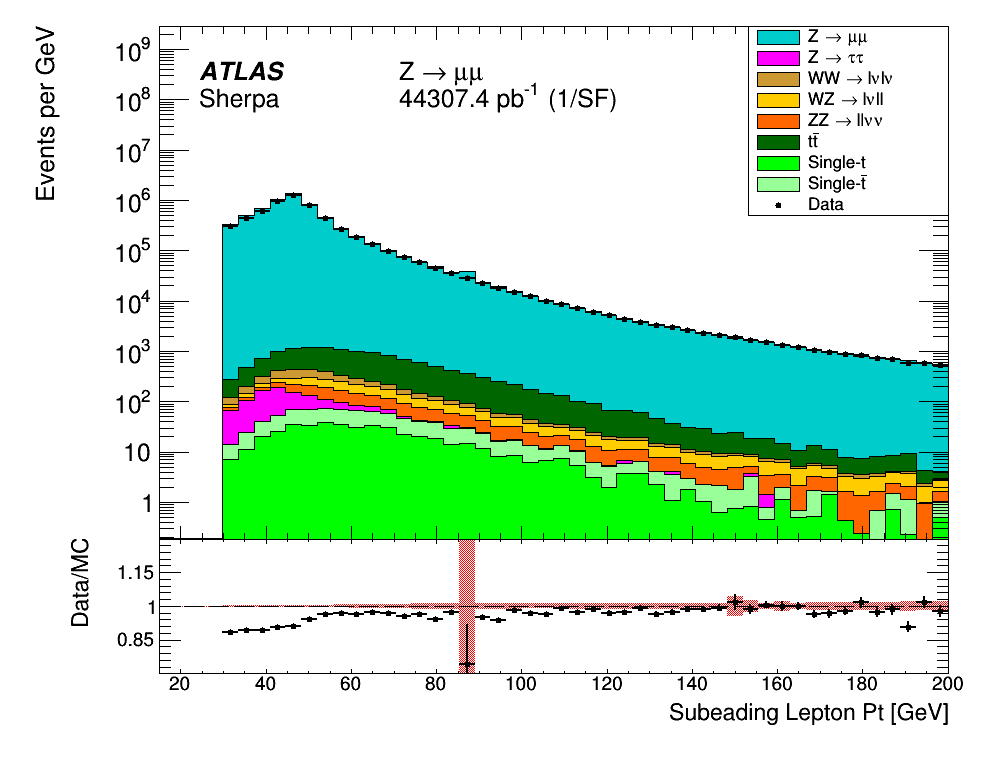 Events per GeV
10⁹
10⁸
10⁷
10⁶
10⁵
10⁴
10³
10²
10
1
ATLAS
Sherpa
Z → μμ
44307.4 pb⁻¹ (1/SF)
Z → μμ
Z → ττ
WW → lνlν
WZ → lνll
ZZ → llνν
tt̄
Single-t
Single-t̄
Data
Data/MC
1.15
1
0.85
20 40 60 80 100 120 140 160 180 200
Subeading Lepton Pt [GeV]